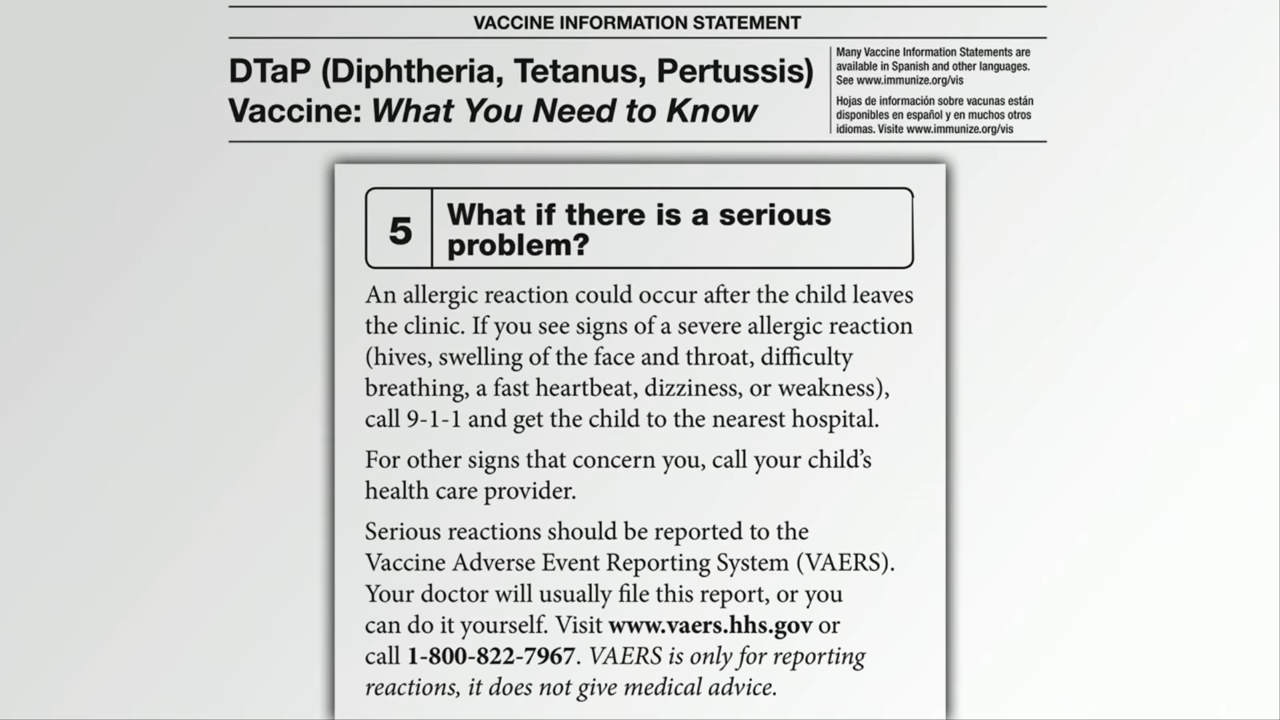 VACCINE INFORMATION STATEMENT
DTaP (Diphtheria, Tetanus, Pertussis)
Vaccine: What You Need to Know
Many Vaccine Information Statements are
available in Spanish and other languages.
See www.immunize.org/vis
Hojas de información sobre vacunas están
disponibles en español y en muchos otros
idiomas. Visite www.immunize.org/vis
5
What if there is a serious
problem?
An allergic reaction could occur after the child leaves
the clinic. If you see signs of a severe allergic reaction
(hives, swelling of the face and throat, difficulty
breathing, a fast heartbeat, dizziness, or weakness),
call 9-1-1 and get the child to the nearest hospital.
For other signs that concern you, call your child’s
health care provider.
Serious reactions should be reported to the
Vaccine Adverse Event Reporting System (VAERS).
Your doctor will usually file this report, or you
can do it yourself. Visit www.vaers.hhs.gov or
call 1-800-822-7967. VAERS is only for reporting
reactions, it does not give medical advice.